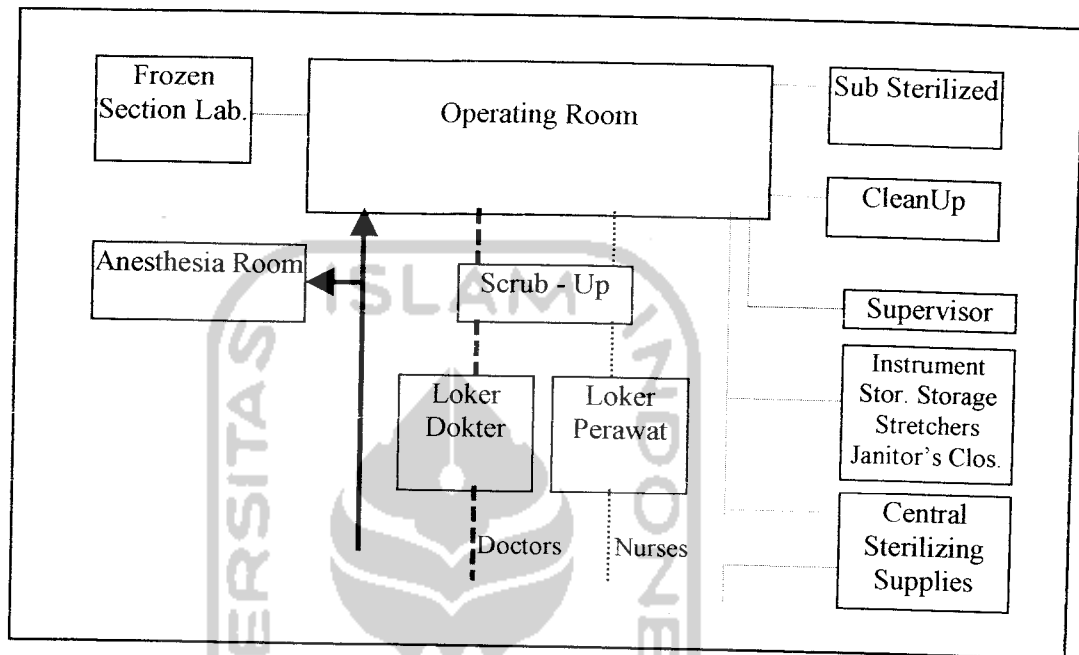 Frozen
Section Lab.
Operating Room
Sub Sterilized
CleanUp
Anesthesia Room
Scrub - Up
Supervisor
Loker
Dokter
Loker
Perawat
Instrument
Stor. Storage
Stretchers
Janitor's Clos.
Central
Sterilizing
Supplies
Doctors
Nurses
ISLAM